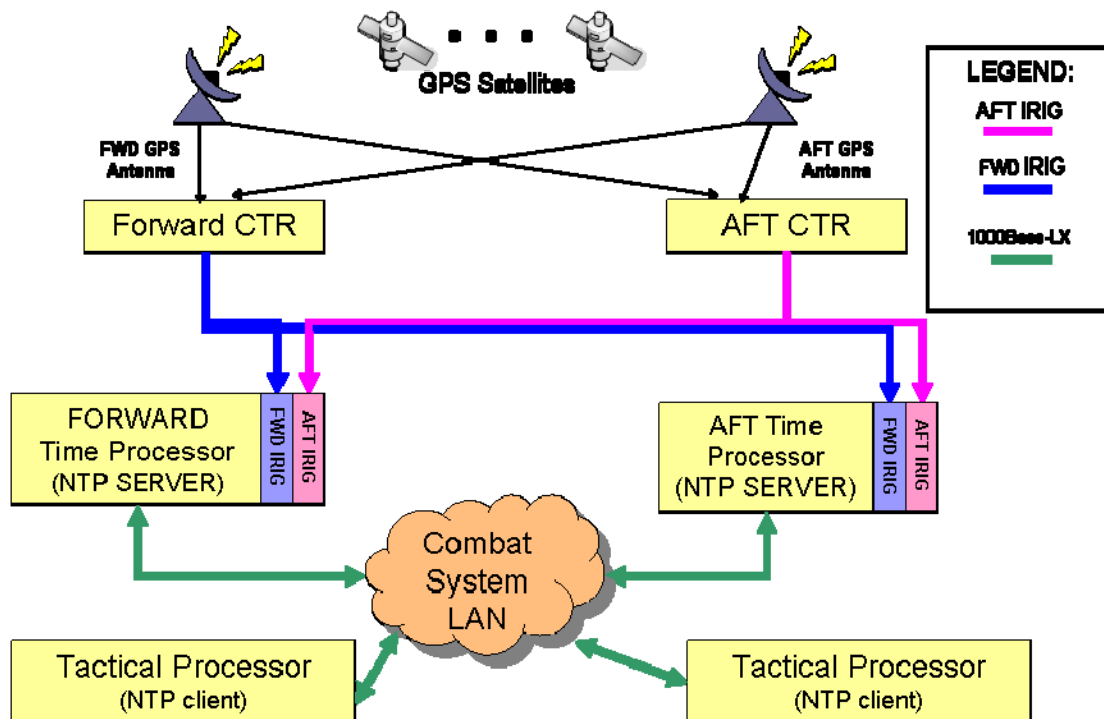 GPS Satellites
FWD GPS
Antenna
AFT GPS
Antenna
LEGEND:
AFT IRIG
FWD IRIG
1000Base-LX
Forward CTR
AFT CTR
FORWARD
Time Processor
(NTP SERVER)
FWD IRIG
AFT IRIG
AFT Time
Processor
(NTP SERVER)
FWD IRIG
AFT IRIG
Combat
System
LAN
Tactical Processor
(NTP client)
Tactical Processor
(NTP client)